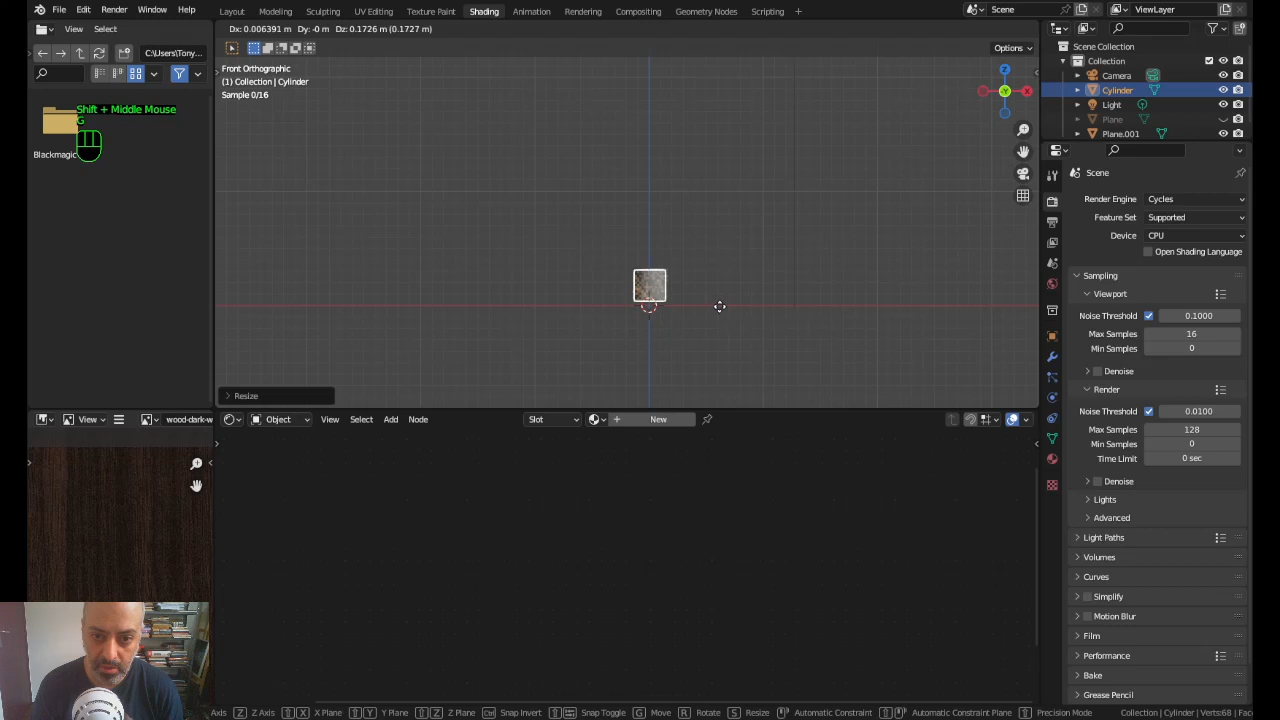 File Edit Render Window Help
Layout Modeling Sculpting UV Editing Texture Paint Shading Animation Rendering Compositing Geometry Nodes Scripting +
Scene
ViewLayer
View Select
C:\Users\Tony...
Shift + Middle Mouse
G
Blackmagic
Dx: 0.006391 m Dy: -0 m Dz: 0.1726 m (0.1727 m)
Options
Front Orthographic
(1) Collection | Cylinder
Sample 0/16
Z
X
Resize
Scene Collection
Collection
Camera
Cylinder
Light
Plane
Plane.001
Scene
Render Engine Cycles
Feature Set Supported
Device CPU
Open Shading Language
Sampling
Viewport
Noise Threshold 0.1000
Max Samples 16
Min Samples 0
Denoise
Render
Noise Threshold 0.0100
Max Samples 128
Min Samples 0
Time Limit 0 sec
Denoise
Lights
Advanced
Light Paths
Volumes
Curves
Simplify
Motion Blur
Film
Performance
Bake
Grease Pencil
View
wood-dark-w
Object View Select Add Node
Slot
New
Axis Z Z Axis X X Plane Y Y Plane Z Z Plane Snap Invert Snap Toggle G Move R Rotate S Resize Automatic Constraint Automatic Constraint Plane Precision Mode
Collection | Cylinder | Verts:68 | Fac